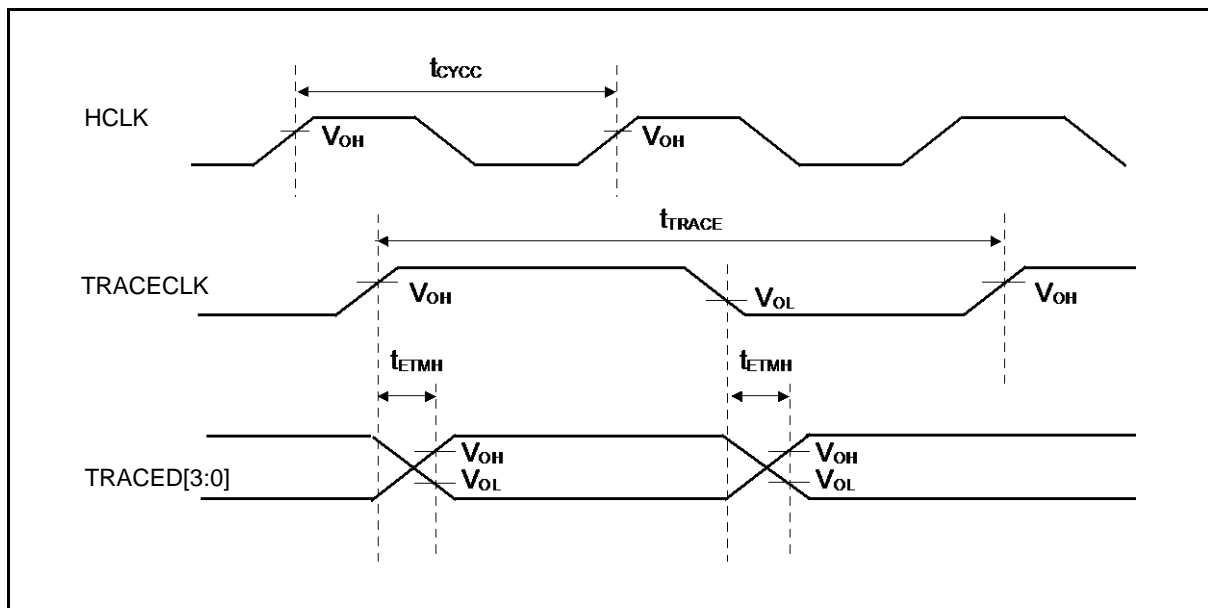 tCYCC
HCLK
VOH
VOH
tTRACE
TRACECLK
VOH
VOL
VOH
tETMH
tETMH
TRACED[3:0]
VOH
VOL
VOH
VOL